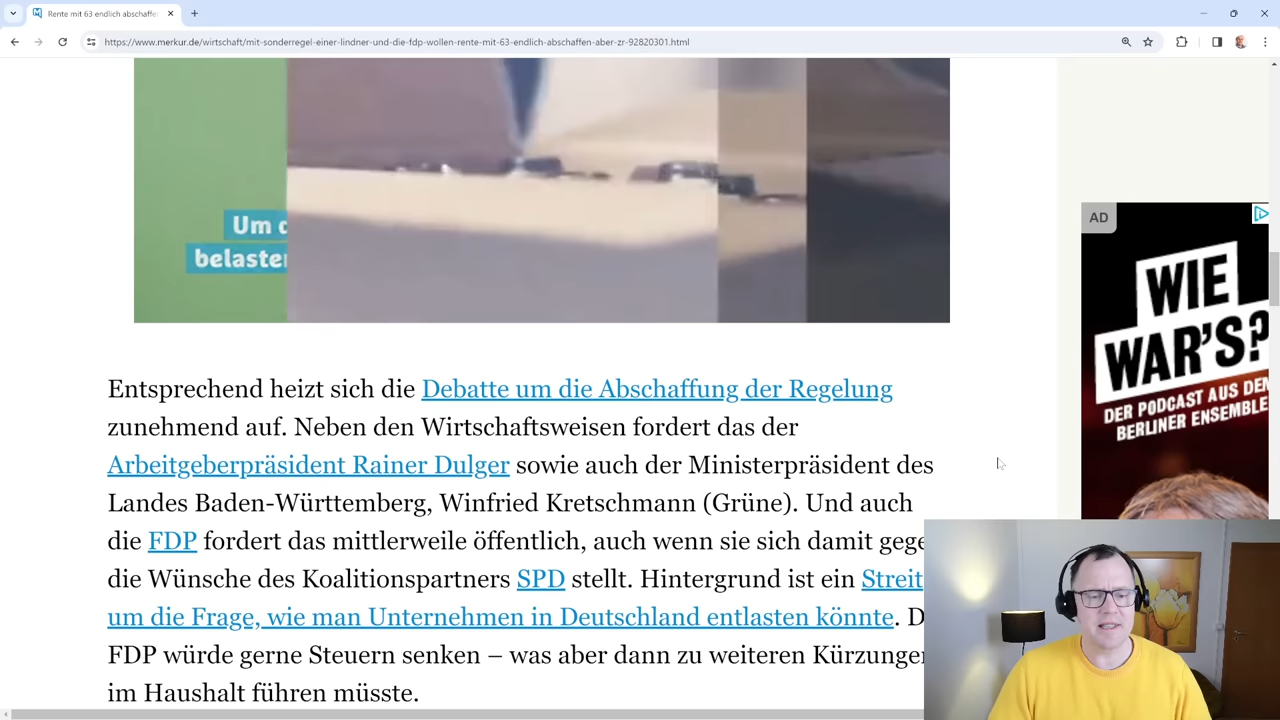 Rente mit 63 endlich abschaffe
https://www.merkur.de/wirtschaft/mit-sonderregel-einer-lindner-und-die-fdp-wollen-rente-mit-63-endlich-abschaffen-aber-zr-92820301.html
Um
belaste
AD
WIE
WAR'S?
DER PODCAST AUS DEM
BERLINER ENSEMBLE
Entsprechend heizt sich die Debatte um die Abschaffung der Regelung
zunehmend auf. Neben den Wirtschaftsweisen fordert das der
Arbeitgeberpräsident Rainer Dulger sowie auch der Ministerpräsident des
Landes Baden-Württemberg, Winfried Kretschmann (Grüne). Und auch
die FDP fordert das mittlerweile öffentlich, auch wenn sie sich damit gege
die Wünsche des Koalitionspartners SPD stellt. Hintergrund ist ein Streit
um die Frage, wie man Unternehmen in Deutschland entlasten könnte. D
FDP würde gerne Steuern senken – was aber dann zu weiteren Kürzunge
im Haushalt führen müsste.